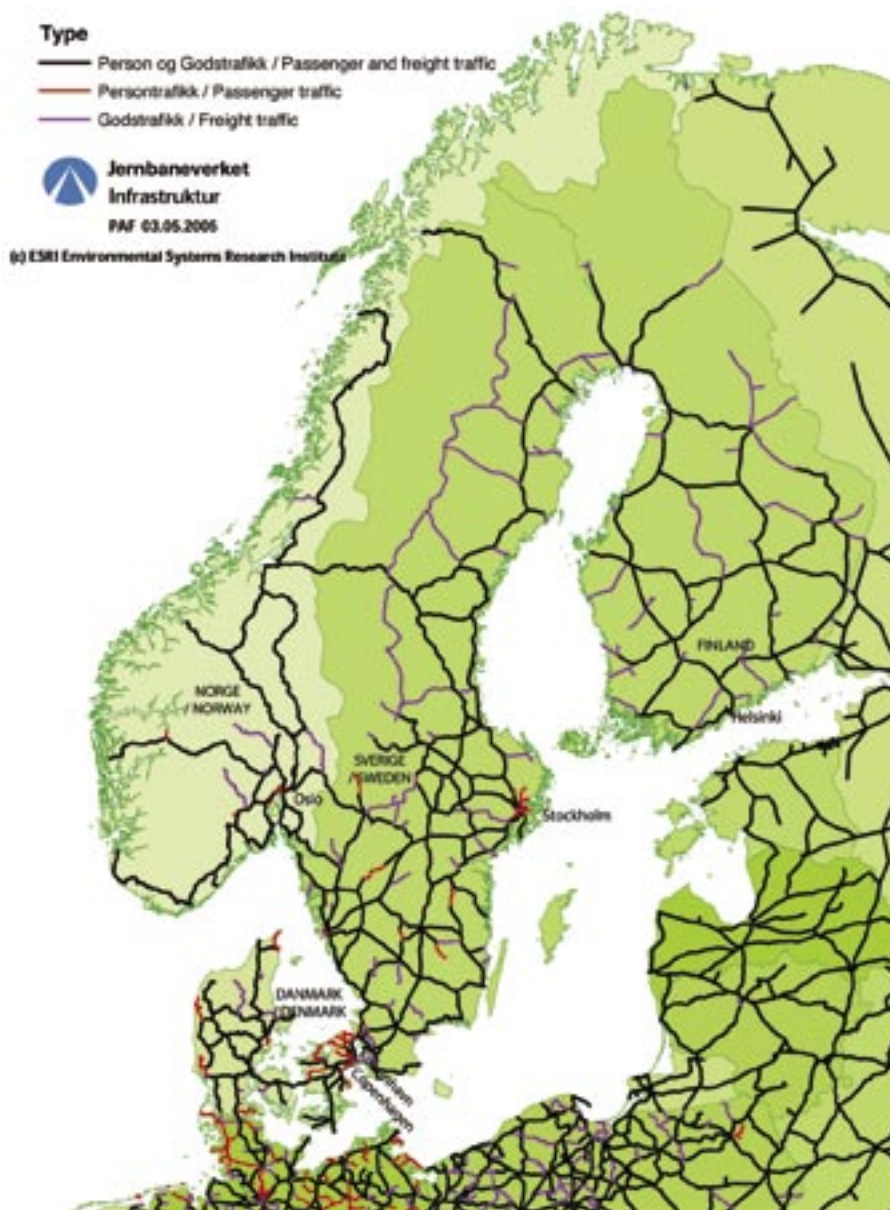 Type
Person og Godstrafikk / Passenger and freight traffic
Persontrafikk / Passenger traffic
Godstrafikk / Freight traffic
Jernbaneverket
Infrastruktur
PAF 03.05.2005
(c) ESRI Environmental Systems Research Institute
FINLAND
NORGE
/ NORWAY
Helsinki
SVERIGE
/ SWEDEN
Oslo
Stockholm
DANMARK
/ DENMARK
Copenhagen